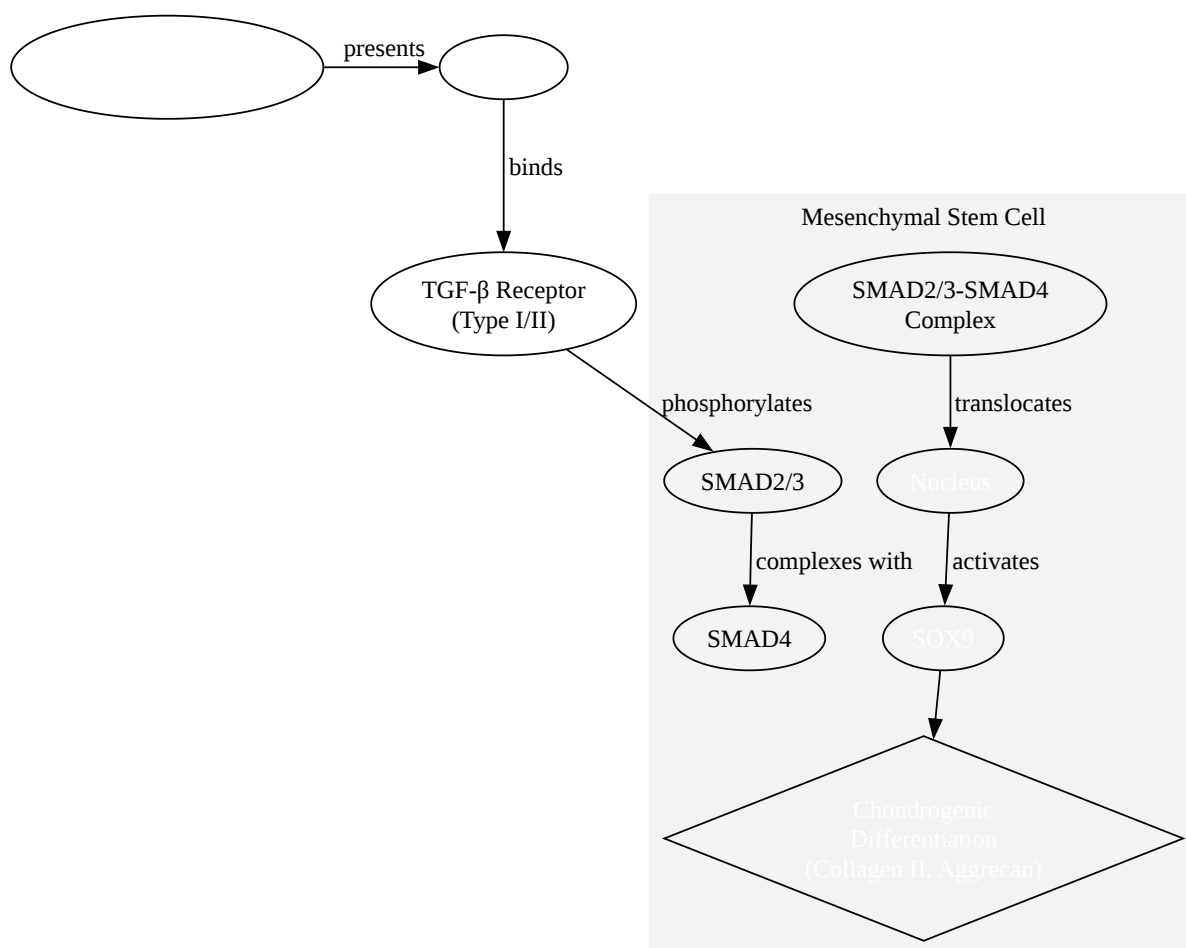 presents
binds
Mesenchymal Stem Cell
TGF-β Receptor
(Type I/II)
SMAD2/3-SMAD4
Complex
phosphorylates
translocates
SMAD2/3
Nucleus
complexes with
activates
SMAD4
SOX9
Chondrogenic
Differentiation
(Collagen II, Aggrecan)